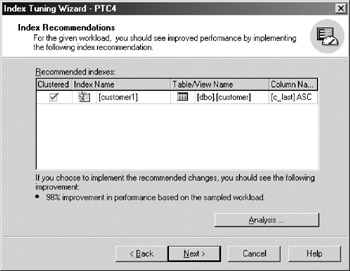 Index Tuning Wizard - PTC4
Index Recommendations
For the given workload, you should see improved performance by implementing
the following index recommendation.
Recommended indexes:
Clustered Index Name Table/View Name Column Na...
[customer1] [dbo].[customer] [c_last] ASC
If you choose to implement the recommended changes, you should see the following
improvement:
98% improvement in performance based on the sampled workload.
Analysis ...
< Back Next > Cancel Help